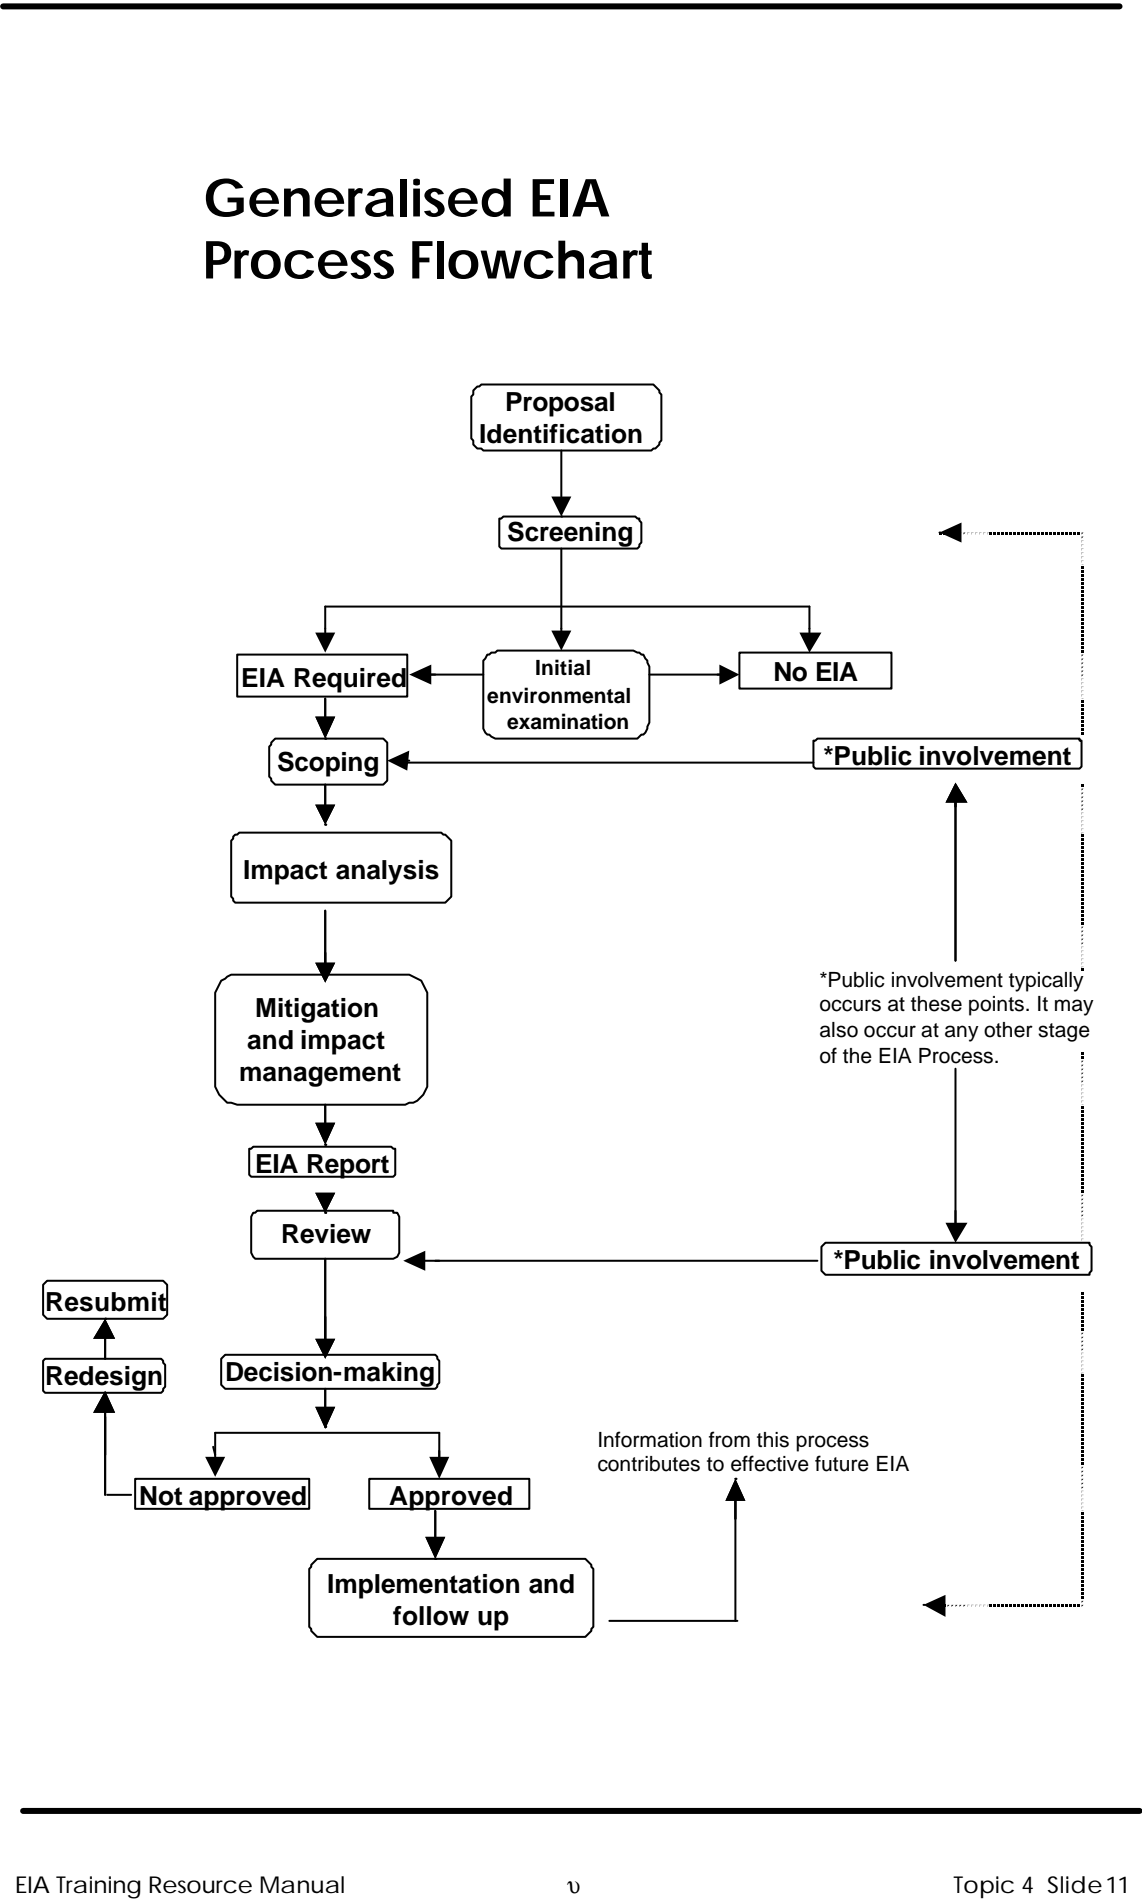 Generalised EIA
Process Flowchart
Proposal
Identification
Screening
EIA Required
Initial
environmental
examination
No EIA
Scoping
*Public involvement
Impact analysis
*Public involvement typically
occurs at these points. It may
also occur at any other stage
of the EIA Process.
Mitigation
and impact
management
EIA Report
Review
*Public involvement
Resubmit
Redesign
Decision-making
Information from this process
contributes to effective future EIA
Not approved
Approved
Implementation and
follow up
EIA Training Resource Manual υ Topic 4 Slide 11